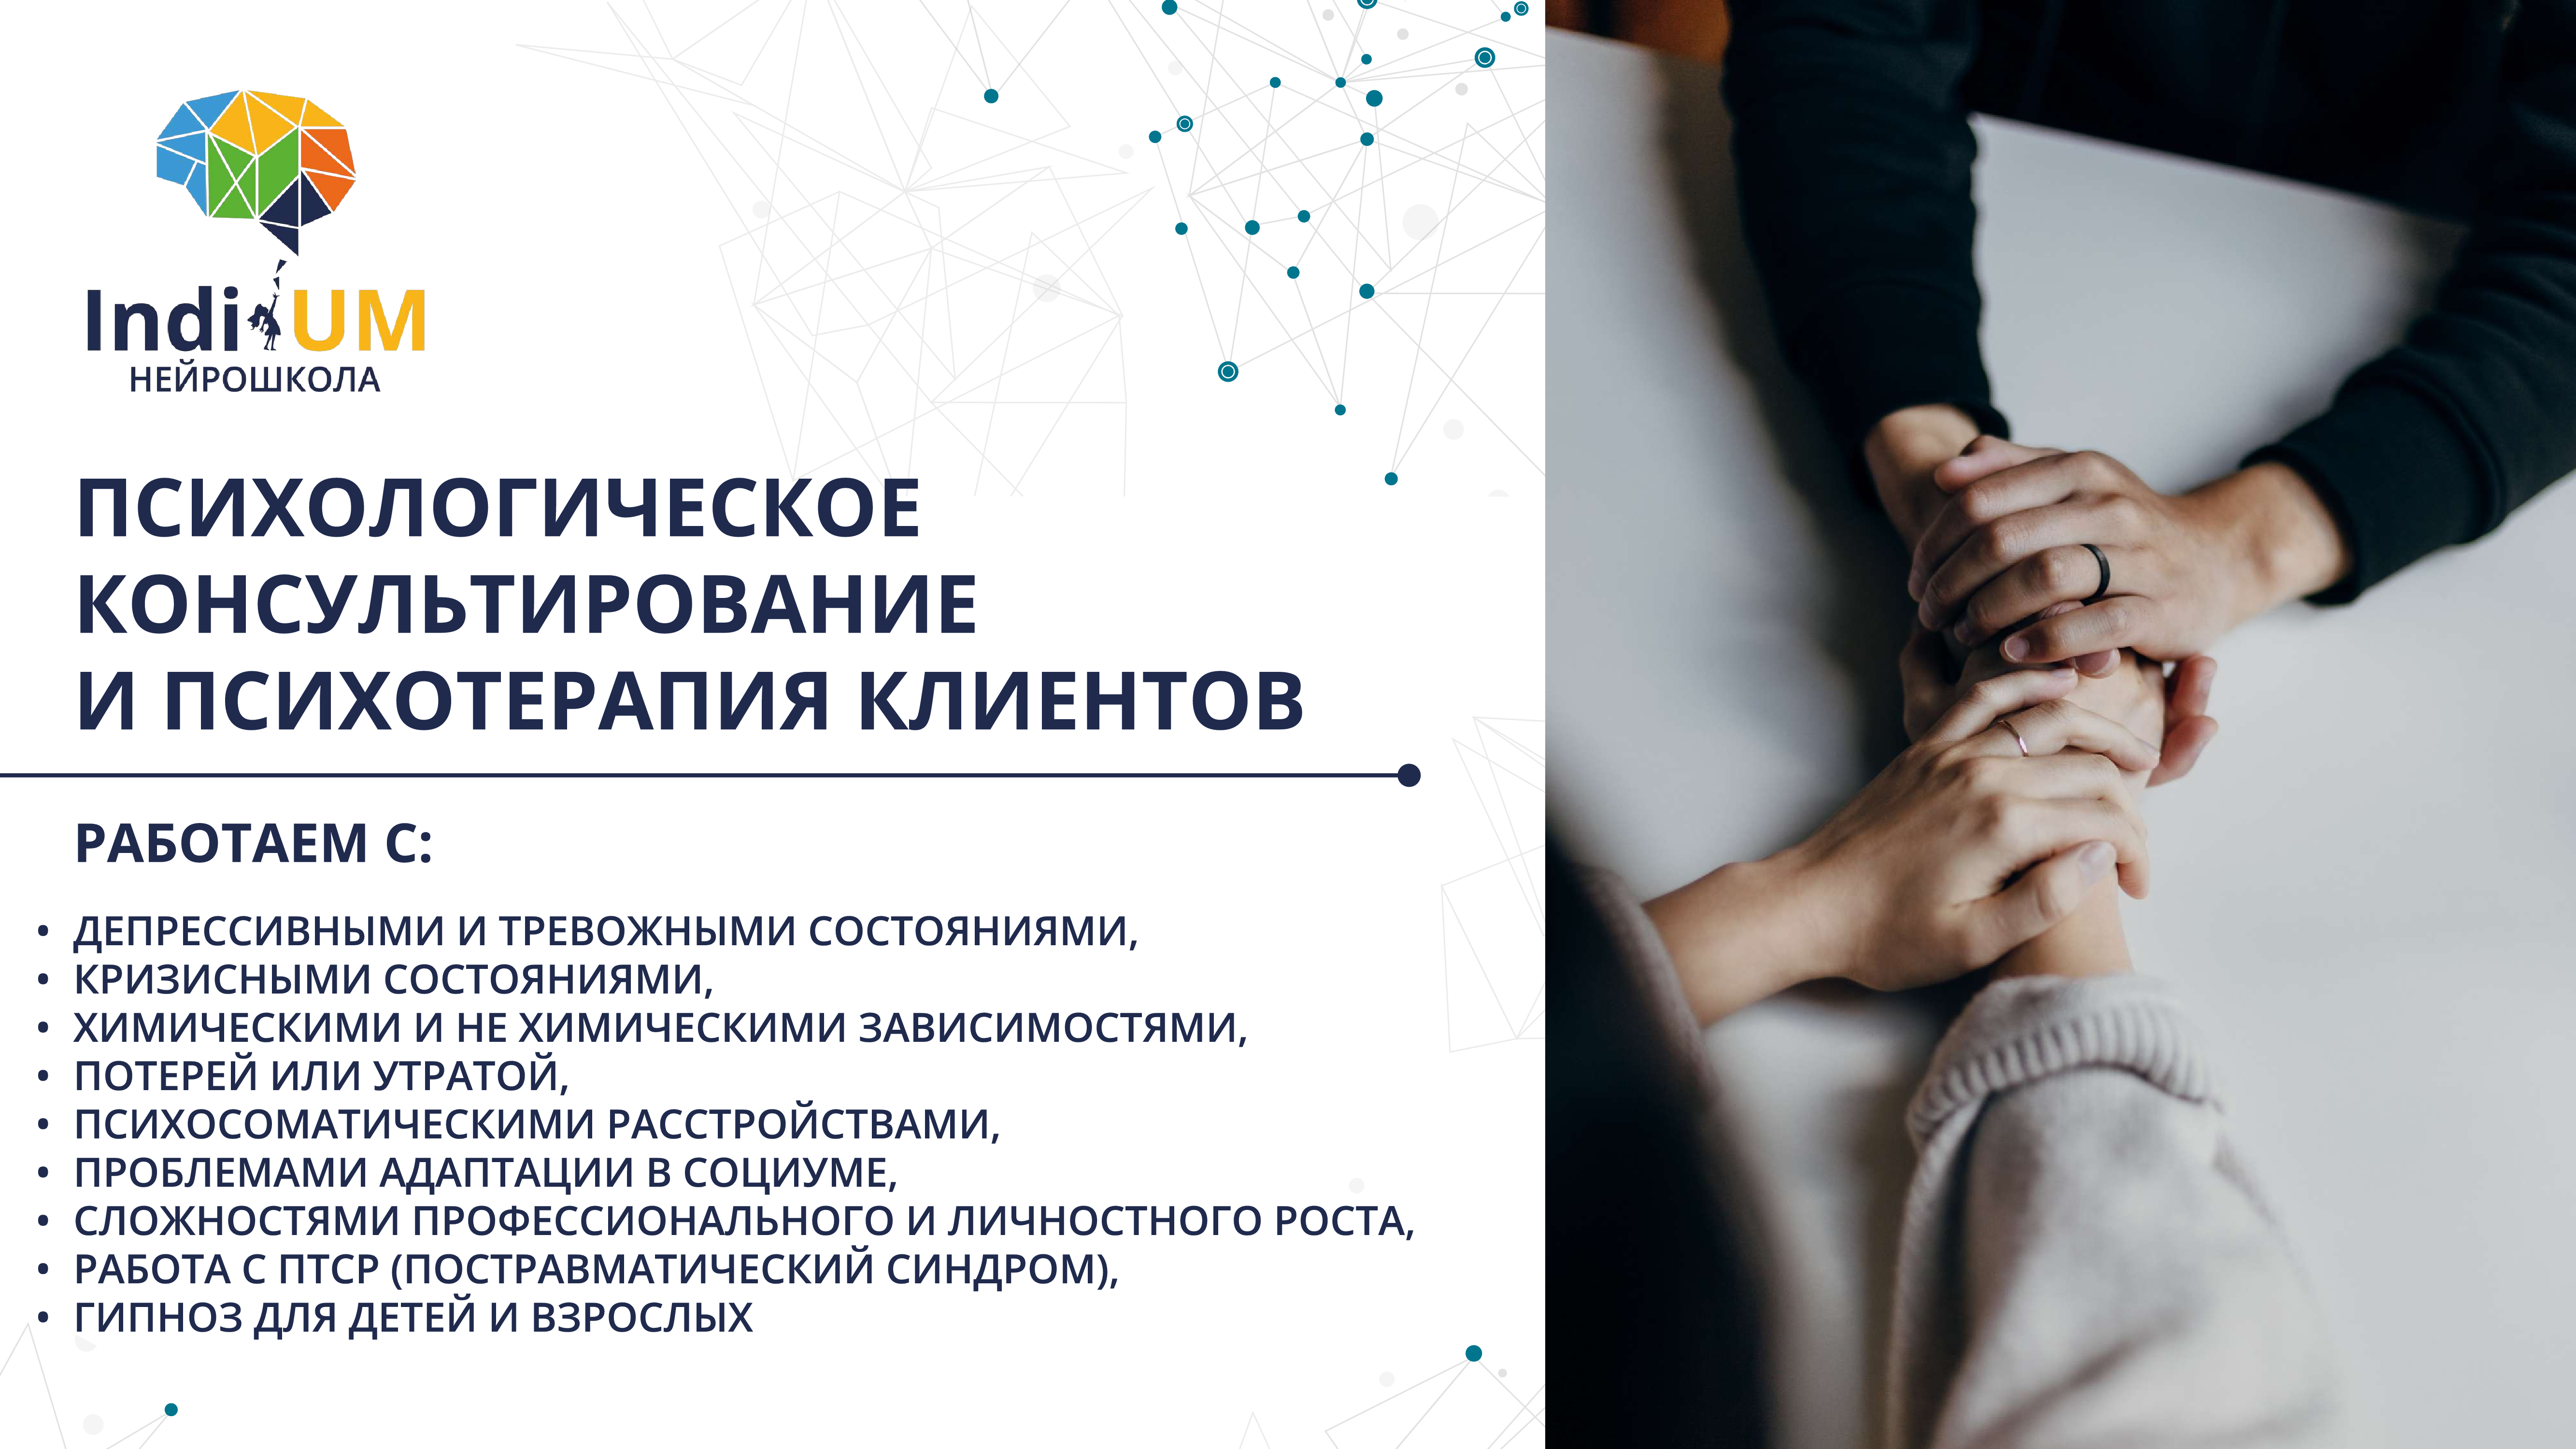 IndiUM
НЕЙРОШКОЛА
ПСИХОЛОГИЧЕСКОЕ
КОНСУЛЬТИРОВАНИЕ
И ПСИХОТЕРАПИЯ КЛИЕНТОВ
РАБОТАЕМ С:
• ДЕПРЕССИВНЫМИ И ТРЕВОЖНЫМИ СОСТОЯНИЯМИ,
• КРИЗИСНЫМИ СОСТОЯНИЯМИ,
• ХИМИЧЕСКИМИ И НЕ ХИМИЧЕСКИМИ ЗАВИСИМОСТЯМИ,
• ПОТЕРЕЙ ИЛИ УТРАТОЙ,
• ПСИХОСОМАТИЧЕСКИМИ РАССТРОЙСТВАМИ,
• ПРОБЛЕМАМИ АДАПТАЦИИ В СОЦИУМЕ,
• СЛОЖНОСТЯМИ ПРОФЕССИОНАЛЬНОГО И ЛИЧНОСТНОГО РОСТА,
• РАБОТА С ПТСР (ПОСТРАВМАТИЧЕСКИЙ СИНДРОМ),
• ГИПНОЗ ДЛЯ ДЕТЕЙ И ВЗРОСЛЫХ